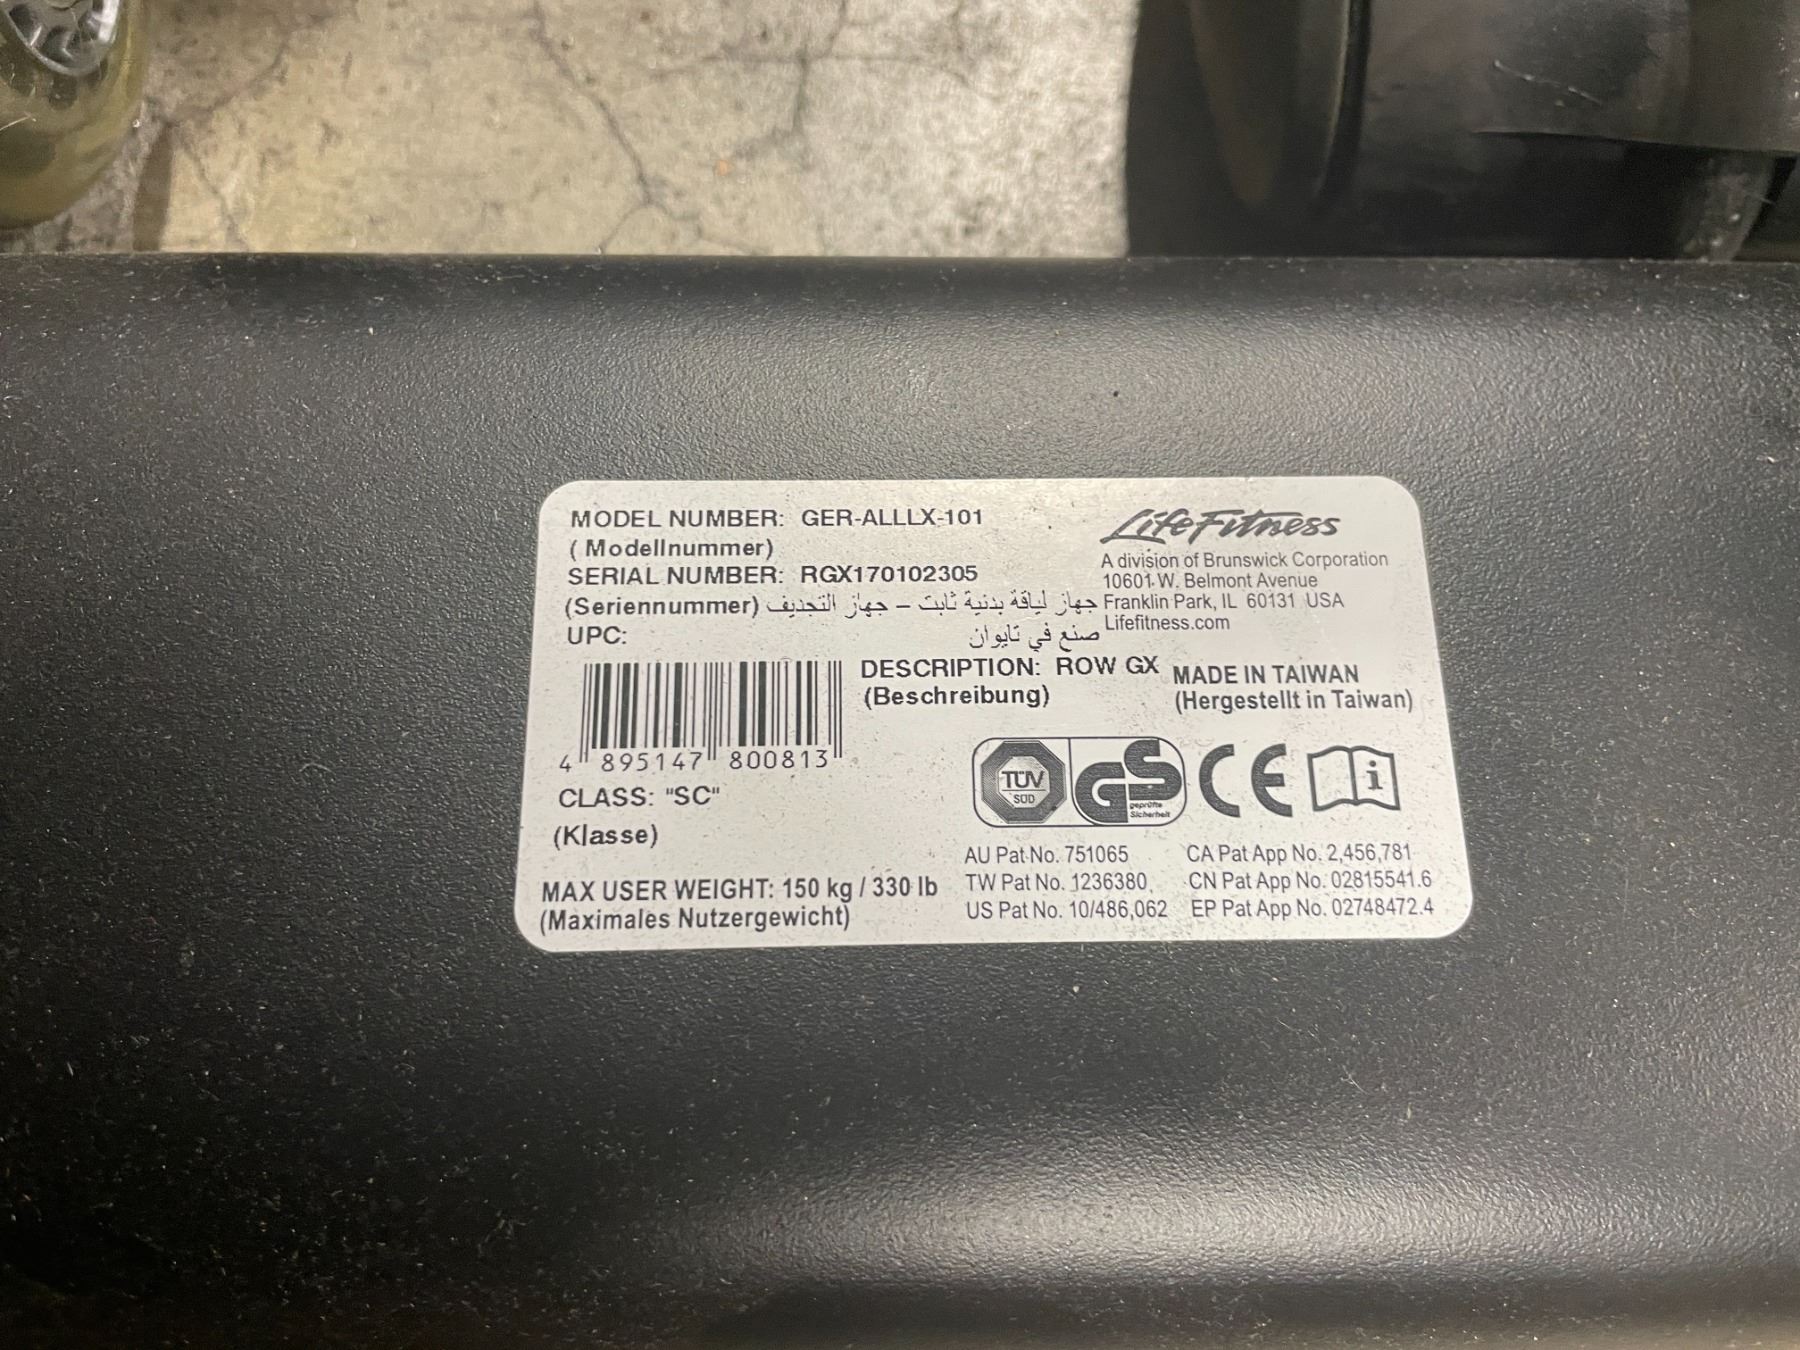 MODEL NUMBER: GER-ALLLX-101
(Modellnummer)
SERIAL NUMBER: RGX170102305
(Seriennummer) جهاز لياقة بدنية ثابت – جهاز التجديف
صنع في تايوان
UPC:
4 895147 800813
CLASS: "SC"
(Klasse)
MAX USER WEIGHT: 150 kg / 330 lb
(Maximales Nutzergewicht)
Life Fitness
A division of Brunswick Corporation
10601 W. Belmont Avenue
Franklin Park, IL 60131 USA
Lifefitness.com
DESCRIPTION: ROW GX
(Beschreibung)
MADE IN TAIWAN
(Hergestellt in Taiwan)
TÜV
SÜD
GS
geprüfte
Sicherheit
CE
i
AU Pat No. 751065
TW Pat No. 1236380
US Pat No. 10/486,062
CA Pat App No. 2,456,781
CN Pat App No. 02815541.6
EP Pat App No. 02748472.4